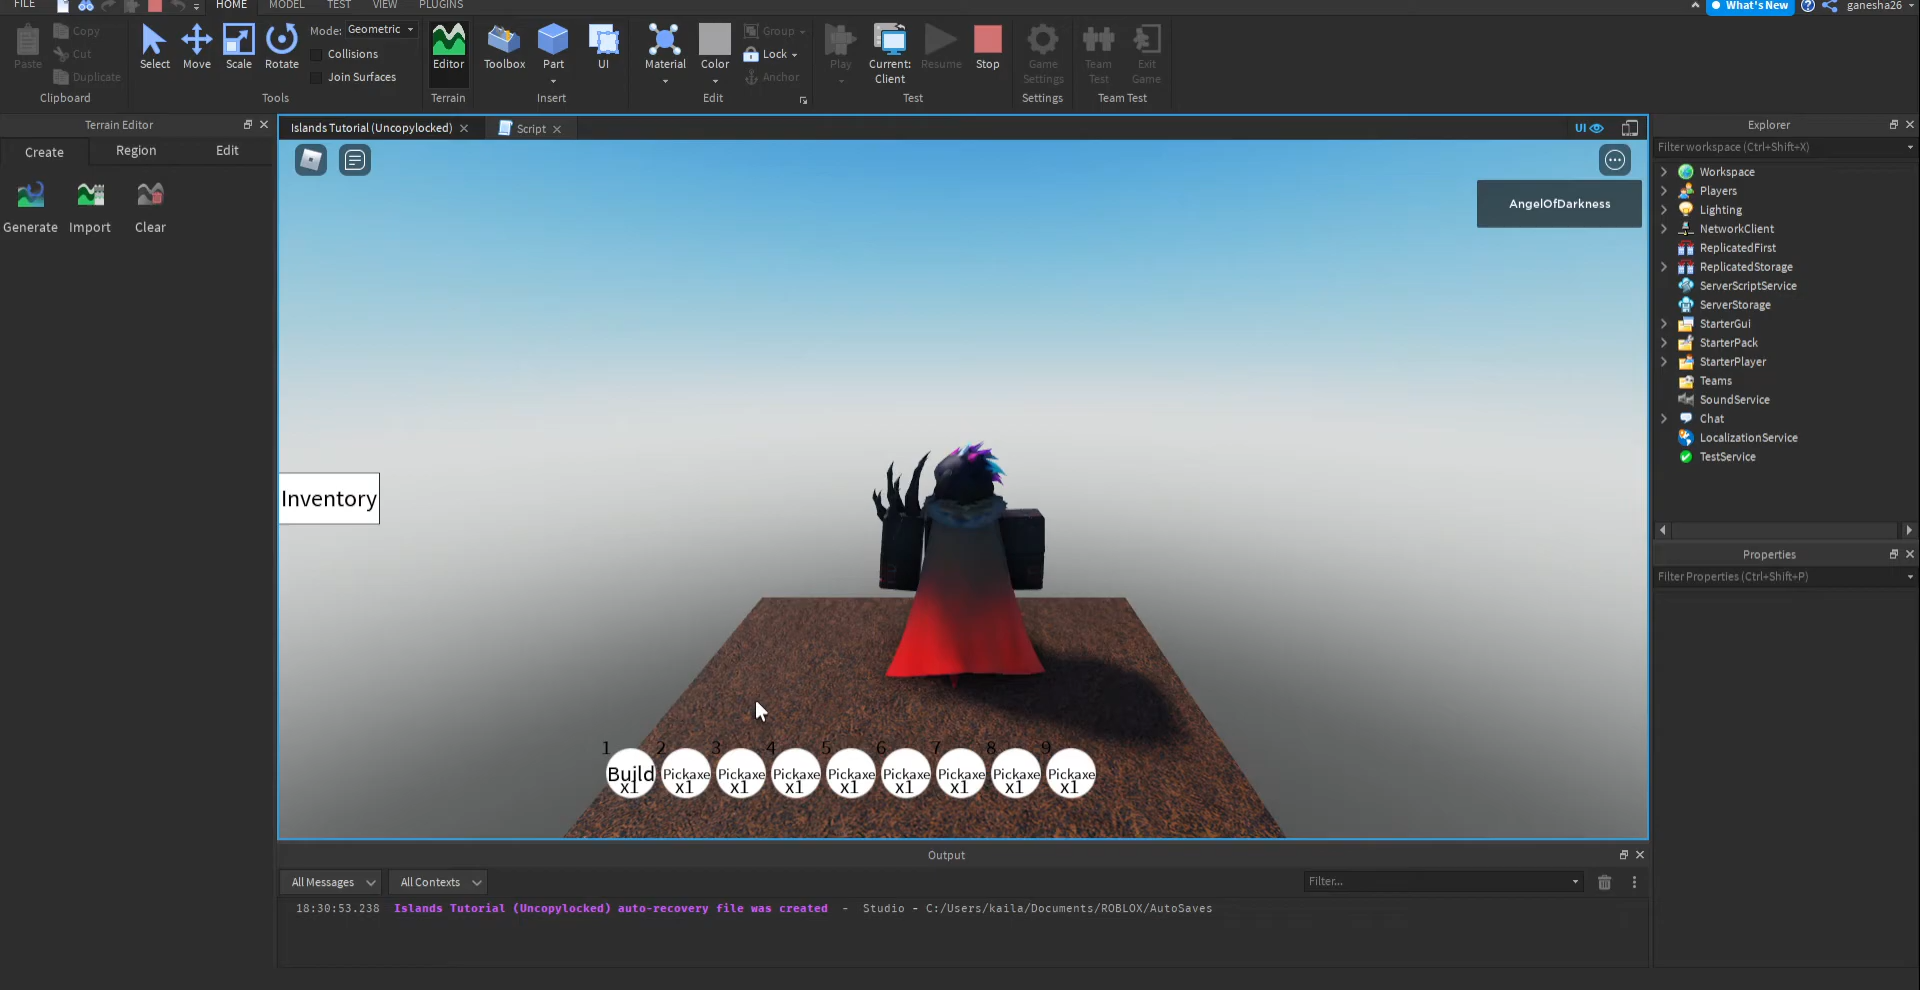 FILE HOME MODEL TEST VIEW PLUGINS What's New ganesha26
Paste Copy Cut Duplicate Clipboard
Select Move Scale Rotate Mode: Geometric Collisions Join Surfaces Tools
Editor Terrain
Toolbox Part UI Insert
Material Color Group Lock Anchor Edit
Play Current: Client Resume Stop Test
Game Settings Settings
Team Test Exit Game Team Test
Terrain Editor
Create Region Edit
Generate Import Clear
Islands Tutorial (Uncopylocked) Script UI
AngelOfDarkness
Inventory
1 2 3 4 5 6 7 8 9
Build Pickaxe Pickaxe Pickaxe Pickaxe Pickaxe Pickaxe Pickaxe Pickaxe
x1 x1 x1 x1 x1 x1 x1 x1 x1
Output
All Messages All Contexts Filter...
18:30:53.238 Islands Tutorial (Uncopylocked) auto-recovery file was created - Studio - C:/Users/kaila/Documents/ROBLOX/AutoSaves
Explorer
Filter workspace (Ctrl+Shift+X)
Workspace
Players
Lighting
NetworkClient
ReplicatedFirst
ReplicatedStorage
ServerScriptService
ServerStorage
StarterGui
StarterPack
StarterPlayer
Teams
SoundService
Chat
LocalizationService
TestService
Properties
Filter Properties (Ctrl+Shift+P)